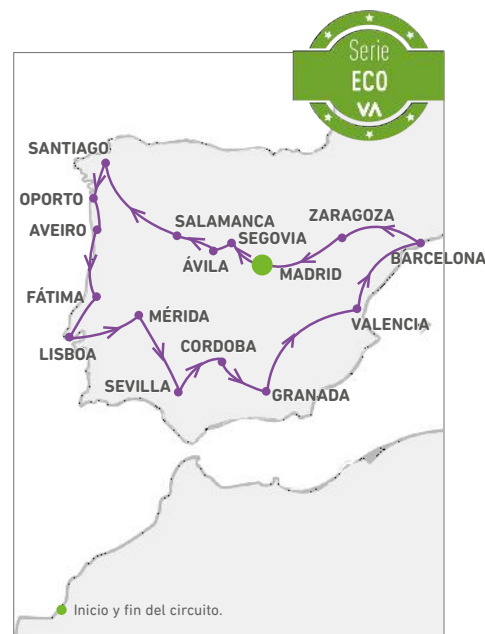 Serie
ECO
VA
SANTIAGO
OPORTO
AVEIRO
SALAMANCA
SEGOVIA
ZARAGOZA
BARCELONA
ÁVILA
MADRID
FÁTIMA
MÉRIDA
VALENCIA
LISBOA
CORDOBA
SEVILLA
GRANADA
Inicio y fin del circuito.